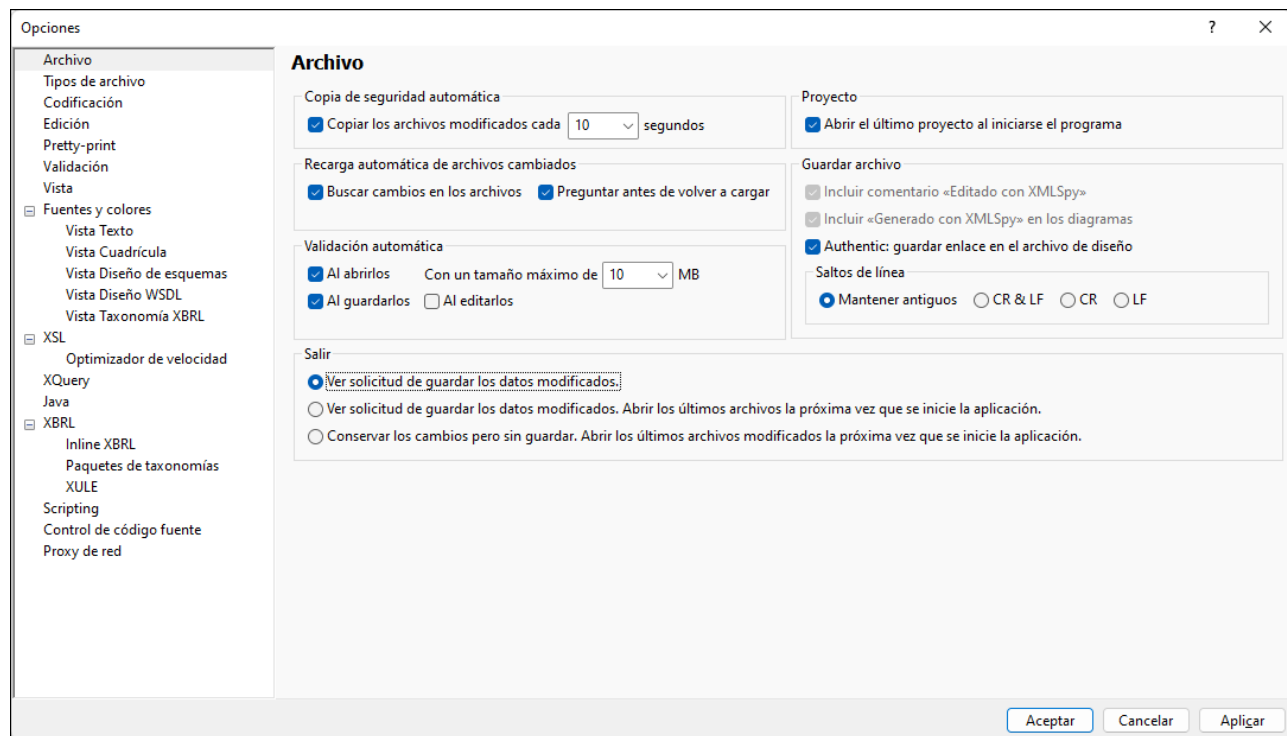 Opciones
?
Archivo
Tipos de archivo
Codificación
Edición
Pretty-print
Validación
Vista
Fuentes y colores
Vista Texto
Vista Cuadrícula
Vista Diseño de esquemas
Vista Diseño WSDL
Vista Taxonomía XBRL
XSL
Optimizador de velocidad
XQuery
Java
XBRL
Inline XBRL
Paquetes de taxonomías
XULE
Scripting
Control de código fuente
Proxy de red
Archivo
Copia de seguridad automática
Copiar los archivos modificados cada 10 segundos
Recarga automática de archivos cambiados
Buscar cambios en los archivos Preguntar antes de volver a cargar
Validación automática
Al abrirlos Con un tamaño máximo de 10 MB
Al guardarlos Al editarlos
Proyecto
Abrir el último proyecto al iniciarse el programa
Guardar archivo
Incluir comentario «Editado con XMLSpy»
Incluir «Generado con XMLSpy» en los diagramas
Authentic: guardar enlace en el archivo de diseño
Saltos de línea
Mantener antiguos CR & LF CR LF
Salir
Ver solicitud de guardar los datos modificados.
Ver solicitud de guardar los datos modificados. Abrir los últimos archivos la próxima vez que se inicie la aplicación.
Conservar los cambios pero sin guardar. Abrir los últimos archivos modificados la próxima vez que se inicie la aplicación.
Aceptar Cancelar Aplicar